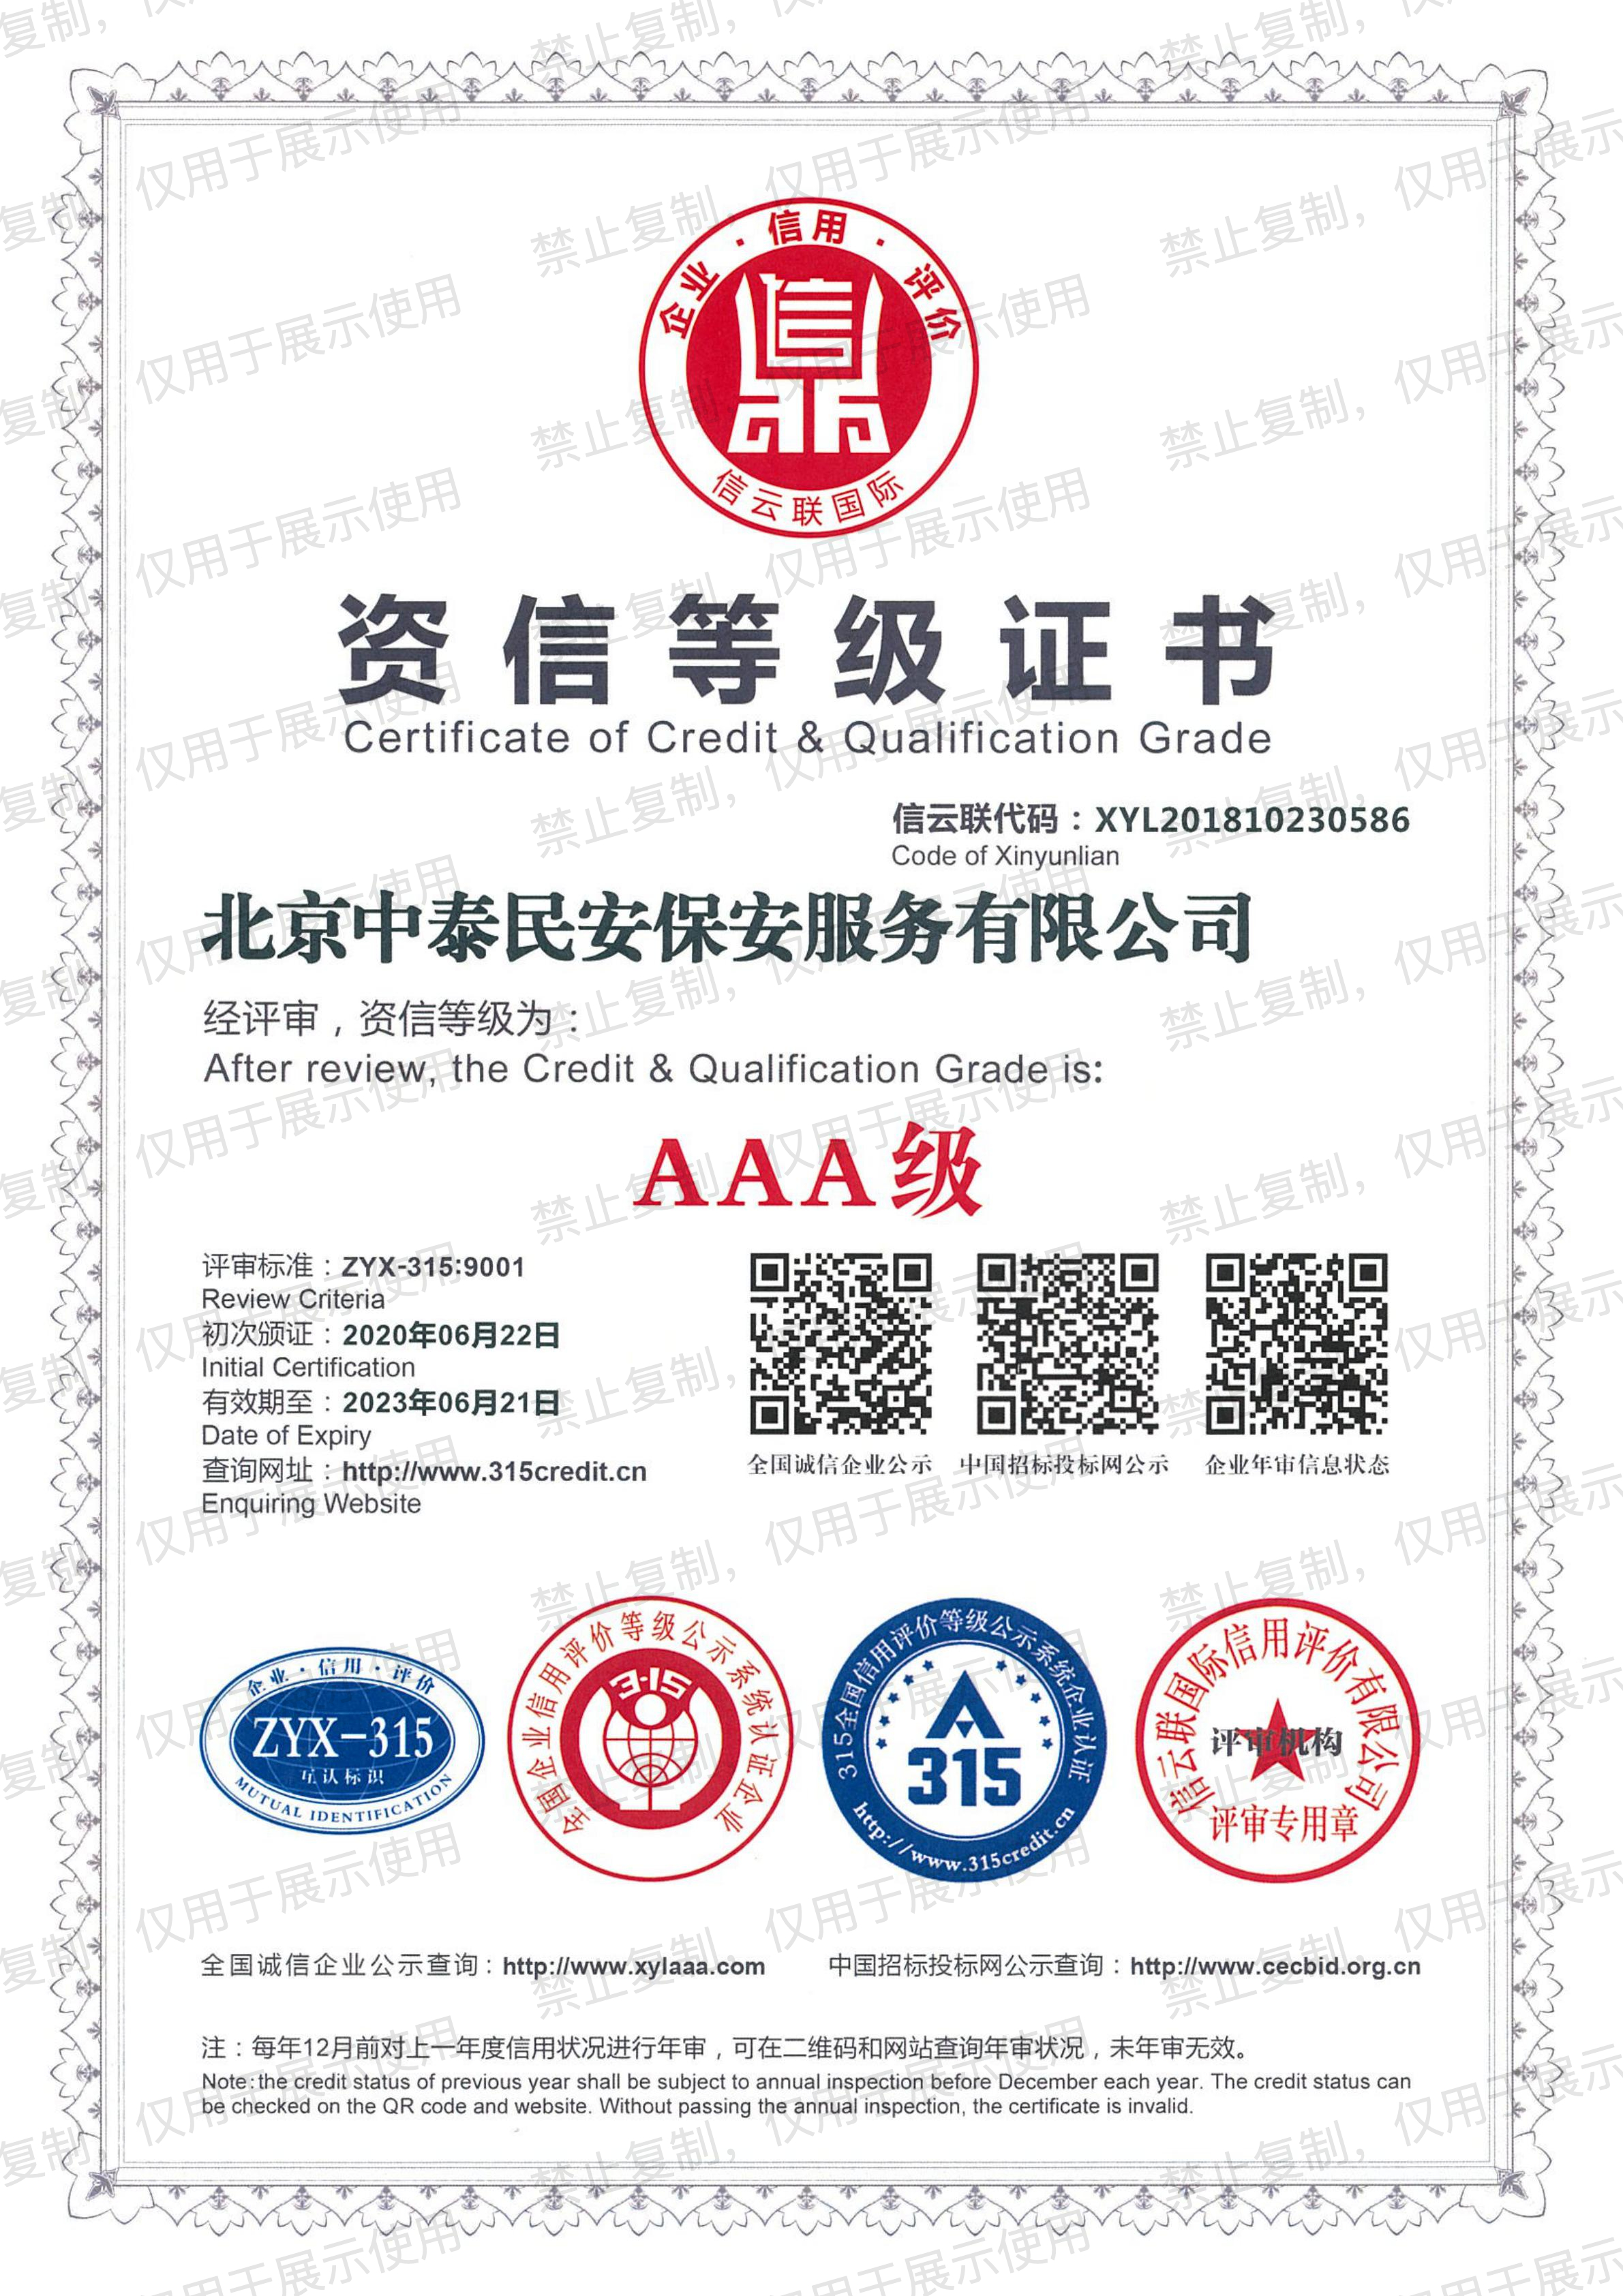 企业·信用·评价
信
信云联国际
资信等级证书
Certificate of Credit & Qualification Grade
信云联代码：XYL201810230586
Code of Xinyunlian
北京中泰民安保安服务有限公司
经评审，资信等级为：
After review, the Credit & Qualification Grade is:
AAA级
评审标准：ZYX-315:9001
Review Criteria
初次颁证：2020年06月22日
Initial Certification
有效期至：2023年06月21日
Date of Expiry
查询网址：http://www.315credit.cn
Enquiring Website
全国诚信企业公示 中国招标投标网公示 企业年审信息状态
企业·信用·评价
ZYX-315
互认标识
MUTUAL IDENTIFICATION
全国企业信用评价等级公示系统认证企业
3·15
315全国信用评价等级公示系统企业认证
315
http://www.315credit.cn
信云联国际信用评价有限公司
评审机构
评审专用章
全国诚信企业公示查询：http://www.xylaaa.com 中国招标投标网公示查询：http://www.cecbid.org.cn
注：每年12月前对上一年度信用状况进行年审，可在二维码和网站查询年审状况，未年审无效。
Note:the credit status of previous year shall be subject to annual inspection before December each year. The credit status can
be checked on the QR code and website. Without passing the annual inspection, the certificate is invalid.
禁止复制，仅用于展示使用